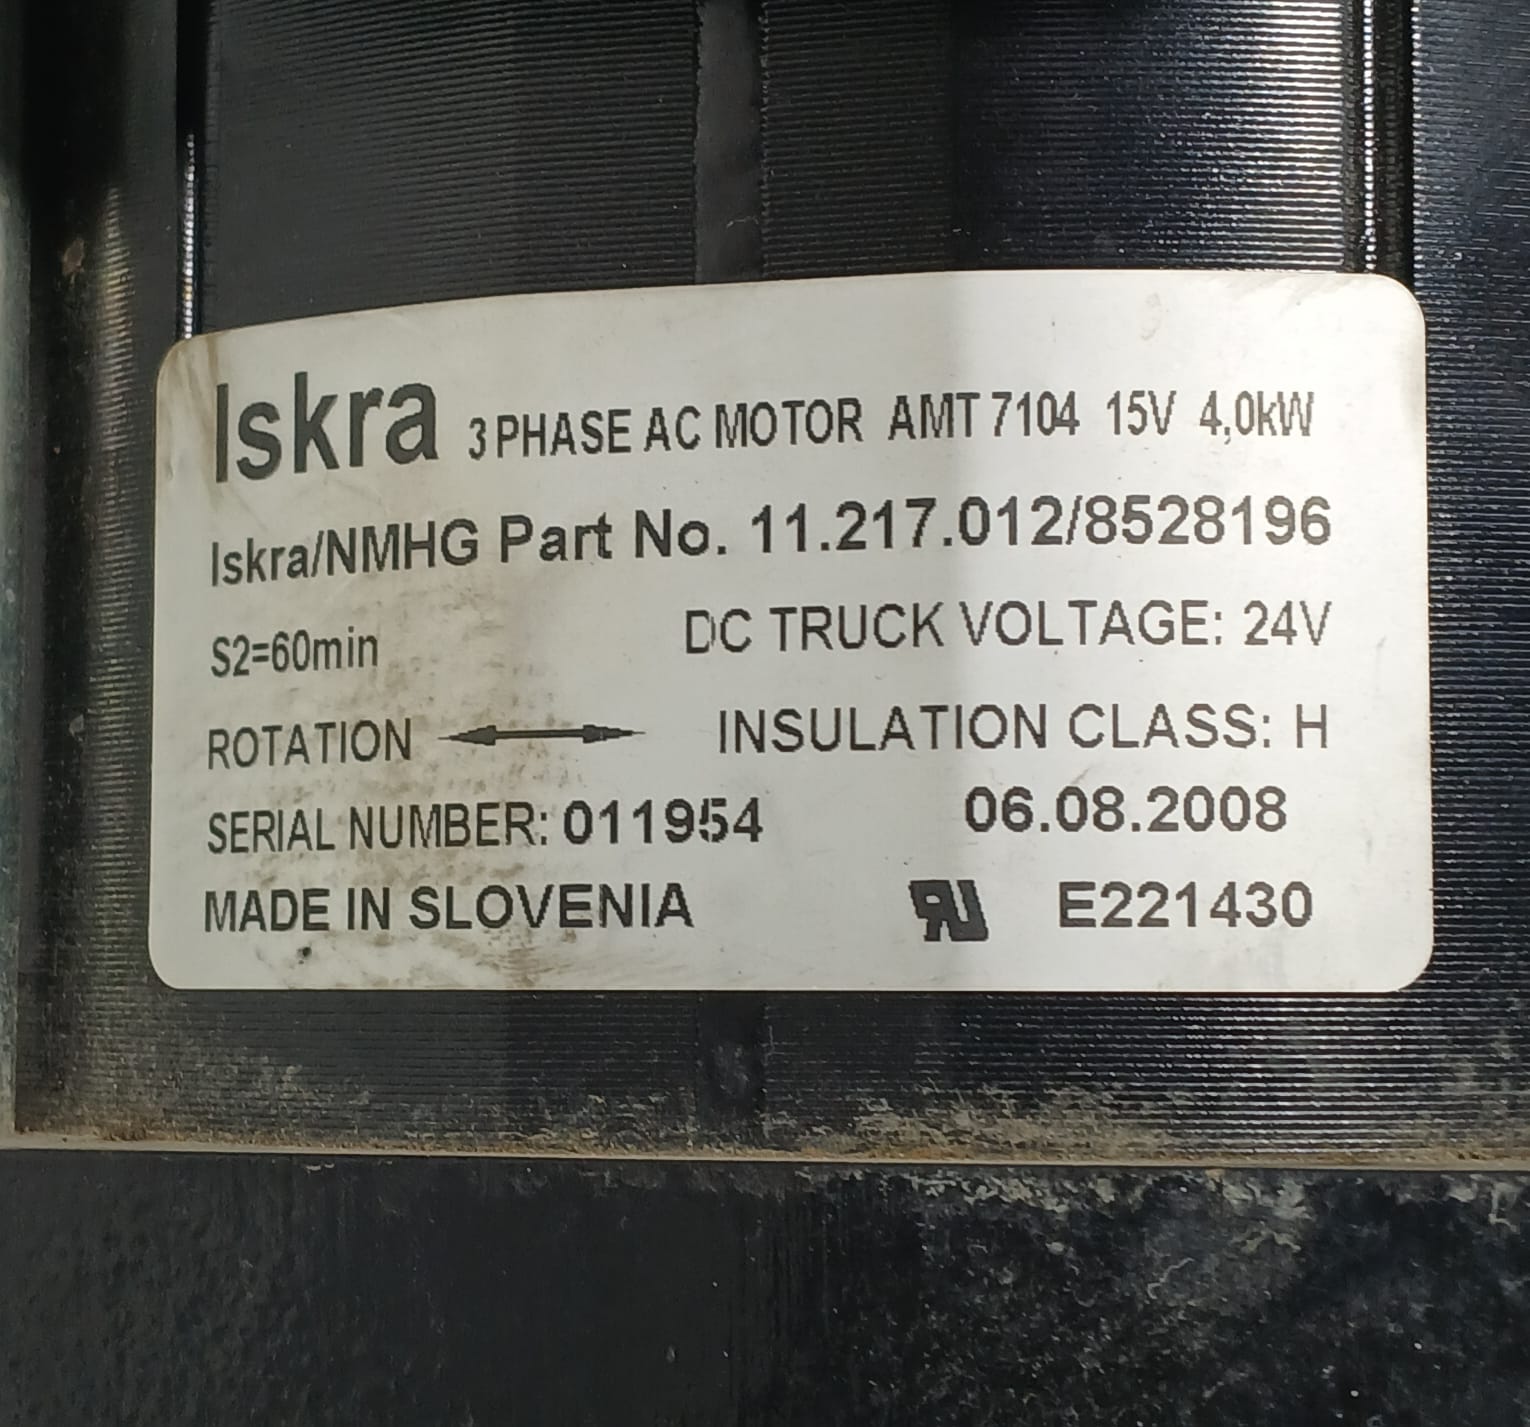 Iskra 3 PHASE AC MOTOR AMT 7104 15V 4,0kW
Iskra/NMHG Part No. 11.217.012/8528196
S2=60min DC TRUCK VOLTAGE: 24V
ROTATION INSULATION CLASS: H
SERIAL NUMBER: 011954 06.08.2008
MADE IN SLOVENIA RU E221430